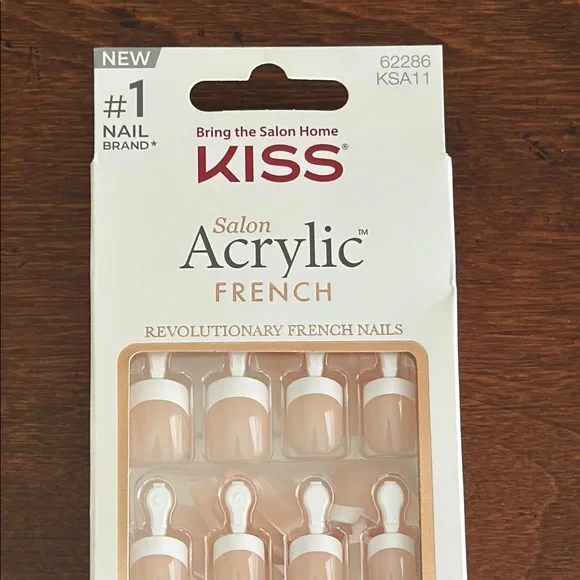 NEW
62286
KSA11
#1
NAIL
BRAND*
Bring the Salon Home
KISS®
Salon
Acrylic™
FRENCH
REVOLUTIONARY FRENCH NAILS